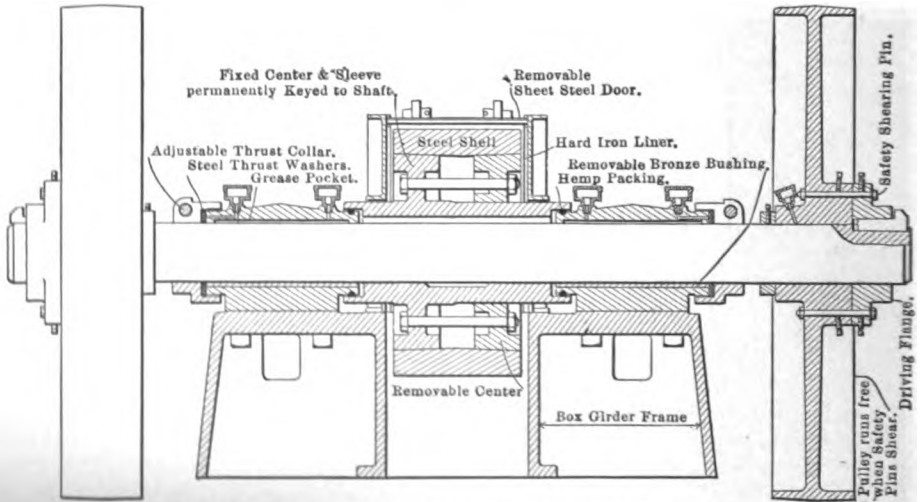 Fixed Center & Sleeve
permanently Keyed to Shaft.
Removable
Sheet Steel Door.
Steel Shell
Hard Iron Liner.
Adjustable Thrust Collar.
Steel Thrust Washers.
Grease Pocket.
Removable Bronze Bushing
Hemp Packing.
Safety Shearing Pin.
Removable Center
Box Girder Frame
Driving Flange.
Pulley runs free
when Safety
Pins Shear.